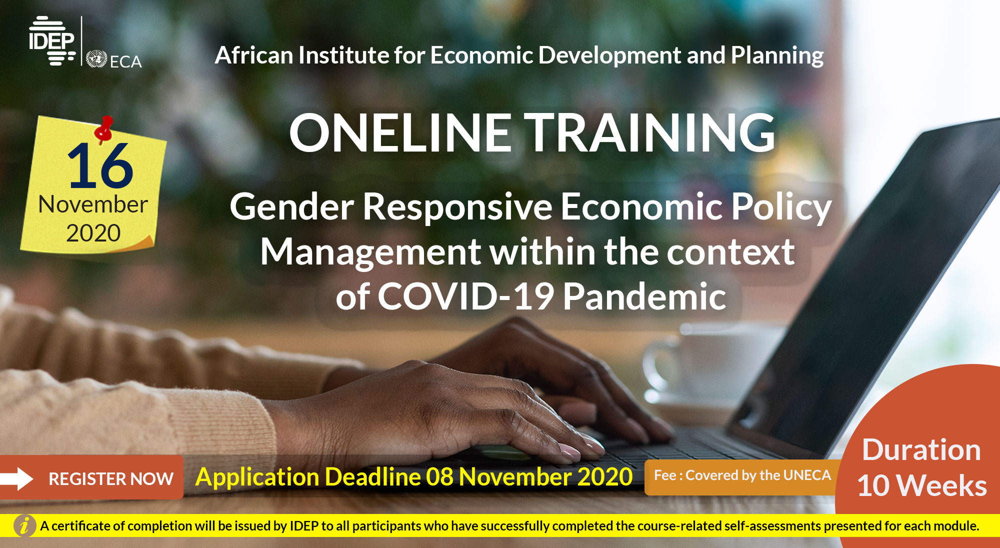 IDEP
ECA
African Institute for Economic Development and Planning
16
November
2020
ONELINE TRAINING
Gender Responsive Economic Policy
Management within the context
of COVID-19 Pandemic
REGISTER NOW
Application Deadline 08 November 2020
Fee : Covered by the UNECA
Duration
10 Weeks
i
A certificate of completion will be issued by IDEP to all participants who have successfully completed the course-related self-assessments presented for each module.